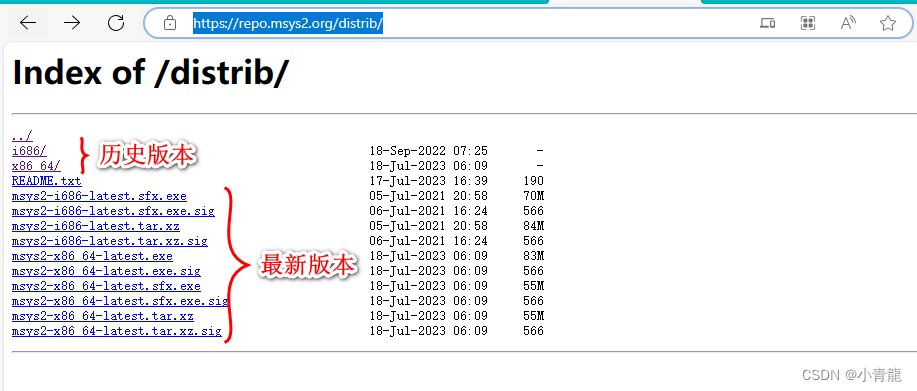 https://repo.msys2.org/distrib/
Index of /distrib/
../
i686/ 18-Sep-2022 07:25 -
x86_64/ 18-Jul-2023 06:09 -
历史版本
README.txt 17-Jul-2023 16:39 190
msys2-i686-latest.sfx.exe 05-Jul-2021 20:58 70M
msys2-i686-latest.sfx.exe.sig 06-Jul-2021 16:24 566
msys2-i686-latest.tar.xz 05-Jul-2021 20:58 84M
msys2-i686-latest.tar.xz.sig 06-Jul-2021 16:24 566
msys2-x86_64-latest.exe 18-Jul-2023 06:09 83M
msys2-x86_64-latest.exe.sig 18-Jul-2023 06:09 566
msys2-x86_64-latest.sfx.exe 18-Jul-2023 06:09 55M
msys2-x86_64-latest.sfx.exe.sig 18-Jul-2023 06:09 566
msys2-x86_64-latest.tar.xz 18-Jul-2023 06:09 55M
msys2-x86_64-latest.tar.xz.sig 18-Jul-2023 06:09 566
最新版本
CSDN @小青龍